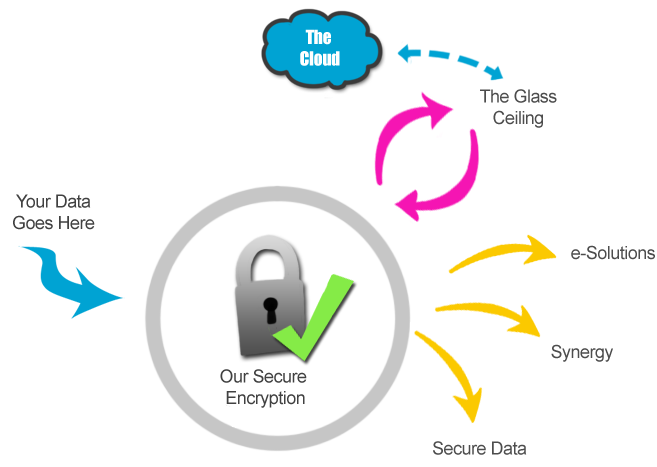 The
Cloud
The Glass
Ceiling
Your Data
Goes Here
e-Solutions
Synergy
Our Secure
Encryption
Secure Data